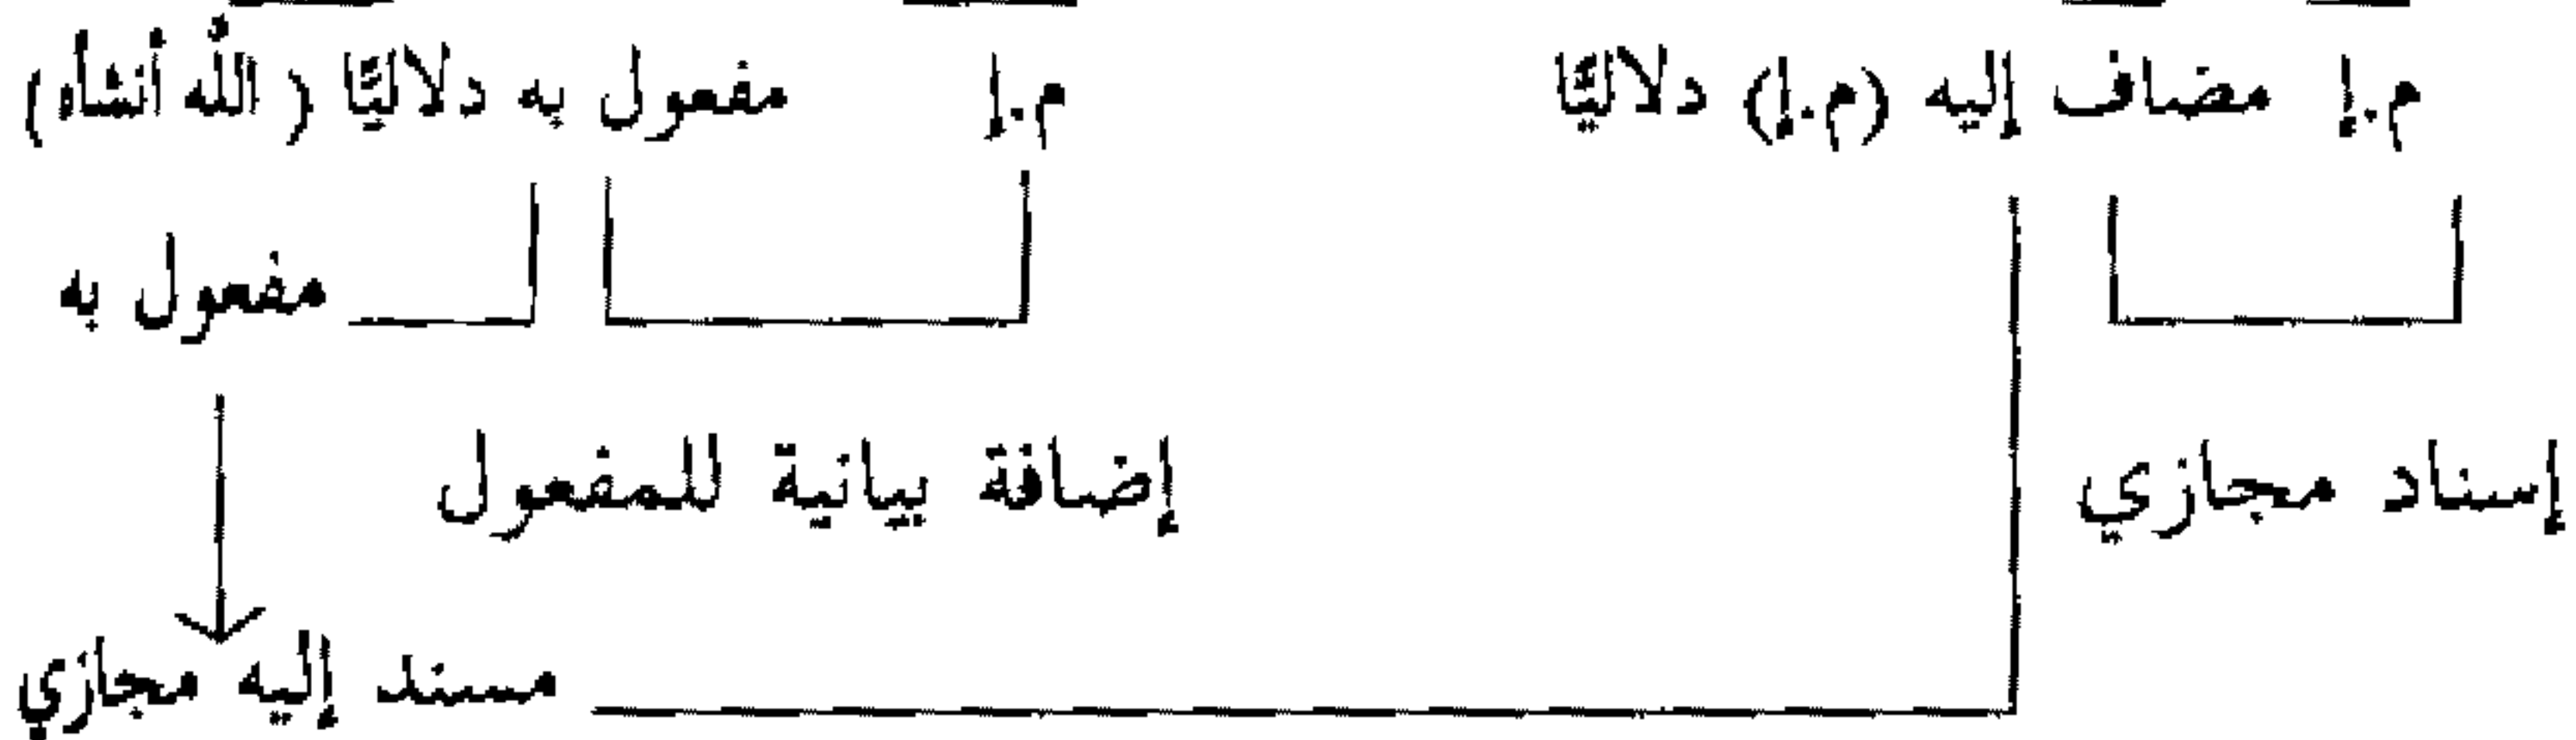 م.إ مضاف إليه (م.إ) دلاليًّا م.إ مفعول به دلاليًّا (الله أنشأه)
مفعول به
إسناد مجازي إضافة بيانية للمفعول
مسند إليه مجازي